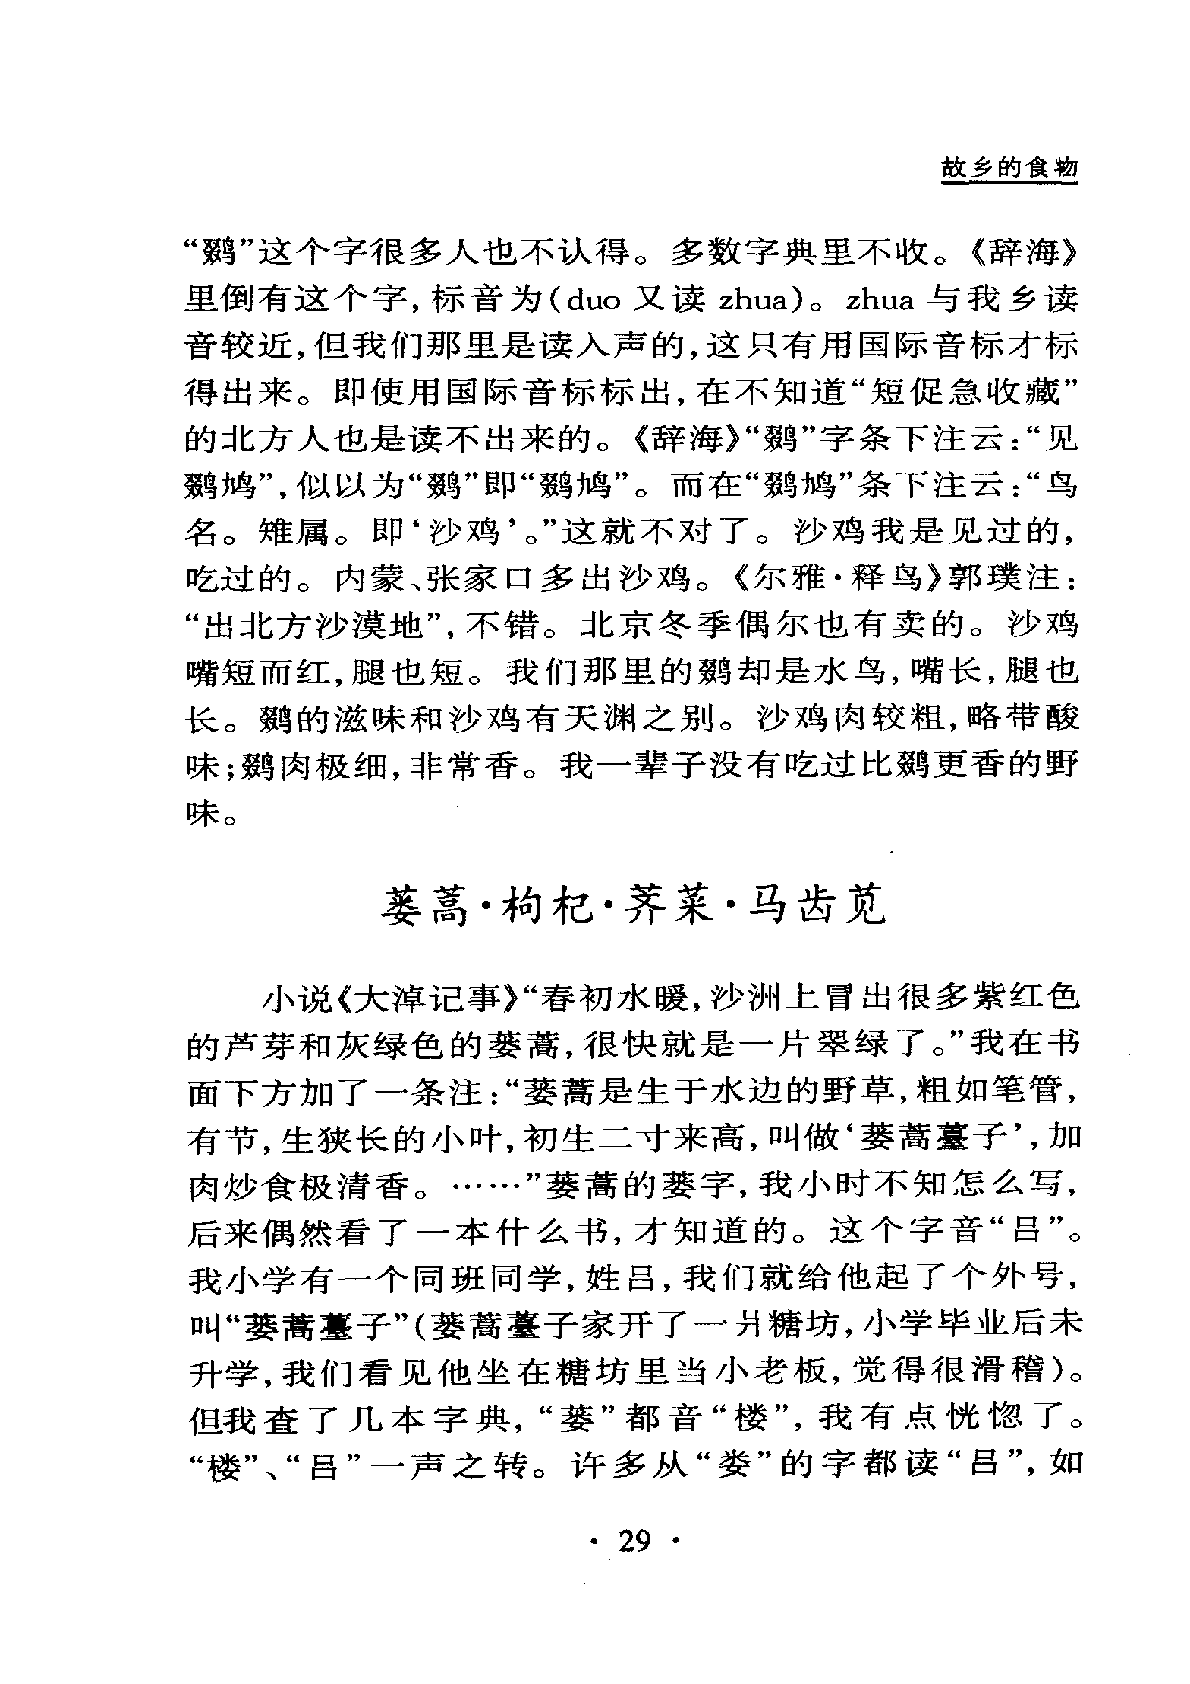 故乡的食物
“鵽”这个字很多人也不认得。多数字典里不收。《辞海》
里倒有这个字,标音为(duo 又读 zhua)。zhua 与我乡读
音较近,但我们那里是读入声的,这只有用国际音标才标
得出来。即使用国际音标标出,在不知道“短促急收藏”
的北方人也是读不出来的。《辞海》“鵽”字条下注云:“见
鵽鸠”,似以为“鵽”即“鵽鸠”。而在“鵽鸠”条下注云:“鸟
名。雉属。即‘沙鸡’。”这就不对了。沙鸡我是见过的,
吃过的。内蒙、张家口多出沙鸡。《尔雅·释鸟》郭璞注:
“出北方沙漠地”,不错。北京冬季偶尔也有卖的。沙鸡
嘴短而红,腿也短。我们那里的鵽却是水鸟,嘴长,腿也
长。鵽的滋味和沙鸡有天渊之别。沙鸡肉较粗,略带酸
味;鵽肉极细,非常香。我一辈子没有吃过比鵽更香的野
味。
蒌蒿·枸杞·荠菜·马齿苋
小说《大淖记事》“春初水暖,沙洲上冒出很多紫红色
的芦芽和灰绿色的蒌蒿,很快就是一片翠绿了。”我在书
面下方加了一条注:“蒌蒿是生于水边的野草,粗如笔管,
有节,生狭长的小叶,初生二寸来高,叫做‘蒌蒿薹子’,加
肉炒食极清香。……”蒌蒿的蒌字,我小时不知怎么写,
后来偶然看了一本什么书,才知道的。这个字音“吕”。
我小学有一个同班同学,姓吕,我们就给他起了个外号,
叫“蒌蒿薹子”(蒌蒿薹子家开了一爿糖坊,小学毕业后未
升学,我们看见他坐在糖坊里当小老板,觉得很滑稽)。
但我查了几本字典,“蒌”都音“楼”,我有点恍惚了。
“楼”、“吕”一声之转。许多从“娄”的字都读“吕”,如
· 29 ·